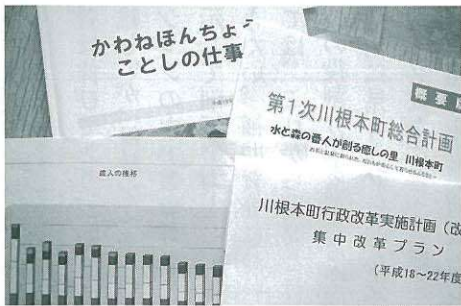 かわねほんちょう
ことしの仕事
概要版
第1次川根本町総合計画
水と森の番人が創る癒しの里 川根本町
歳入の推移
川根本町行政改革実施計画(改
集中改革プラン
(平成18~22年度